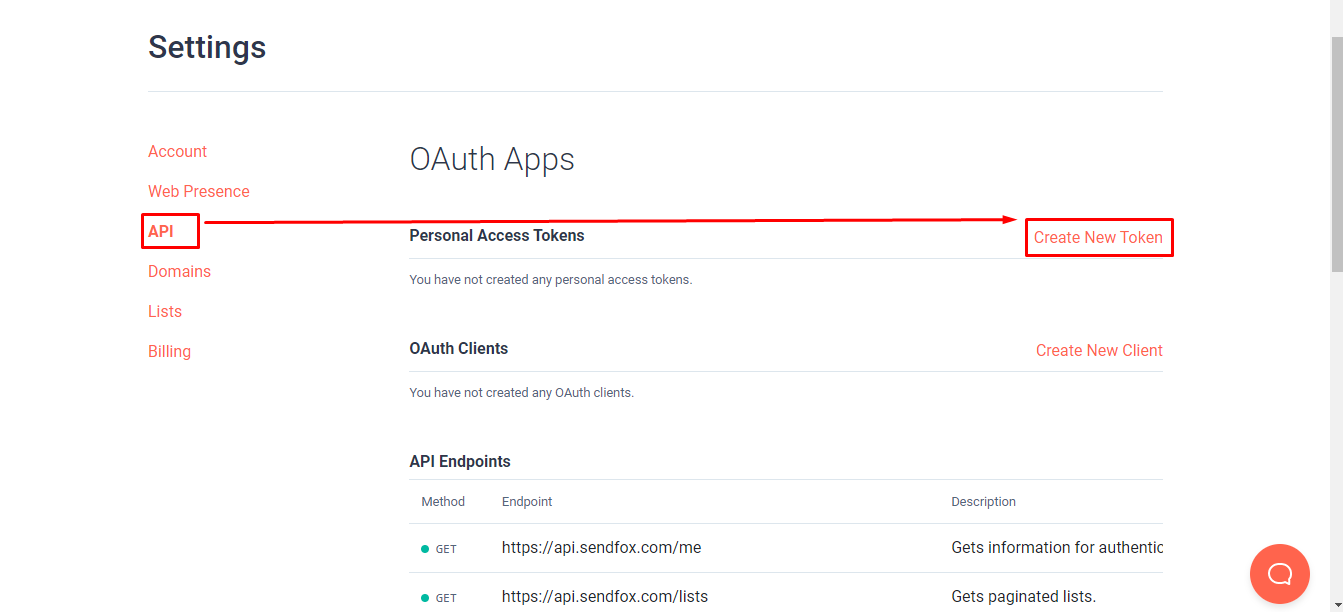 Settings
Account
Web Presence
API
Domains
Lists
Billing
OAuth Apps
Personal Access Tokens
Create New Token
You have not created any personal access tokens.
OAuth Clients
Create New Client
You have not created any OAuth clients.
API Endpoints
Method Endpoint Description
GET https://api.sendfox.com/me Gets information for authentic
GET https://api.sendfox.com/lists Gets paginated lists.